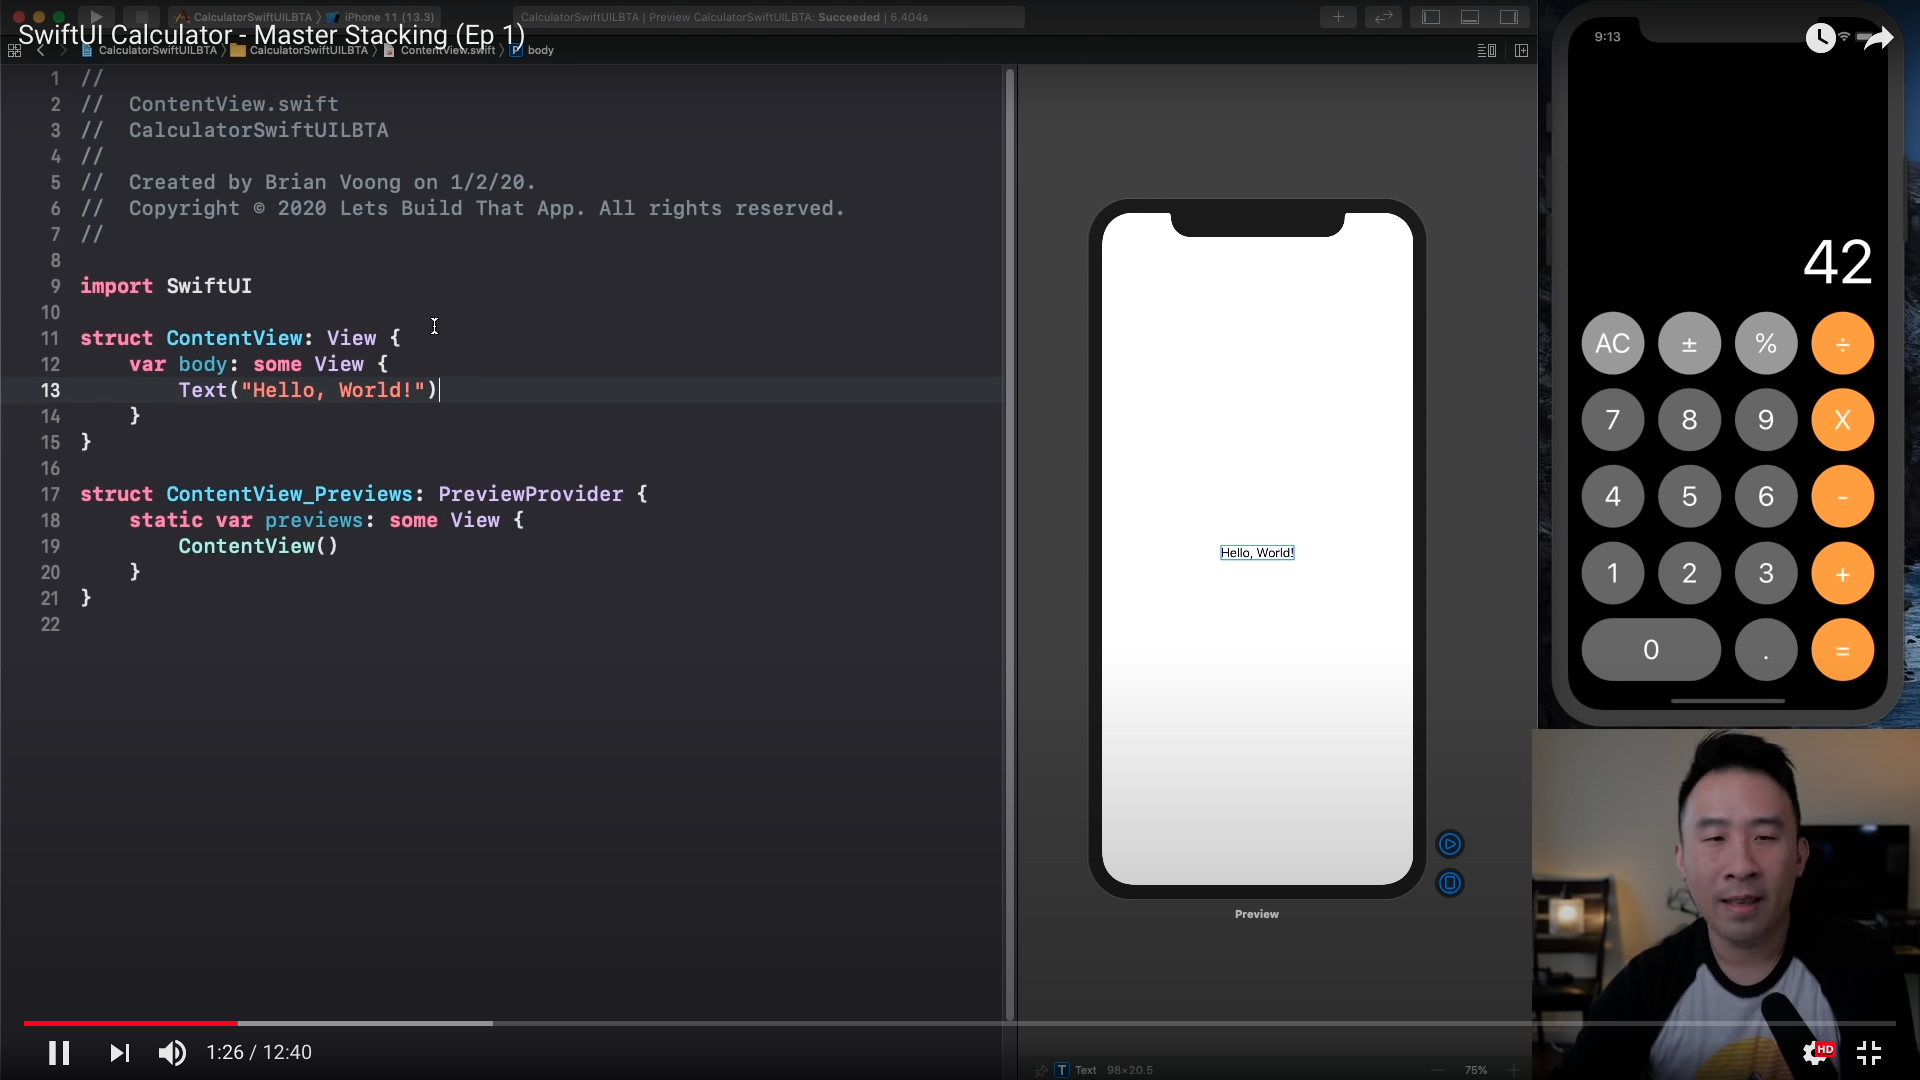 CalculatorSwiftUILBTA 〉 iPhone 11 (13.3)
CalculatorSwiftUILBTA | Preview CalculatorSwiftUILBTA: Succeeded | 6.404s
SwiftUI Calculator - Master Stacking (Ep 1)
CalculatorSwiftUILBTA 〉 CalculatorSwiftUILBTA 〉 ContentView.swift 〉 P body
1 //
2 //  ContentView.swift
3 //  CalculatorSwiftUILBTA
4 //
5 //  Created by Brian Voong on 1/2/20.
6 //  Copyright © 2020 Lets Build That App. All rights reserved.
7 //
8
9 import SwiftUI
10
11 struct ContentView: View {
12     var body: some View {
13         Text("Hello, World!")
14     }
15 }
16
17 struct ContentView_Previews: PreviewProvider {
18     static var previews: some View {
19         ContentView()
20     }
21 }
22
Hello, World!
Preview
T Text 98×20.5
75%
9:13
42
AC ± % ÷
7 8 9 X
4 5 6 -
1 2 3 +
0 . =
1:26 / 12:40
HD